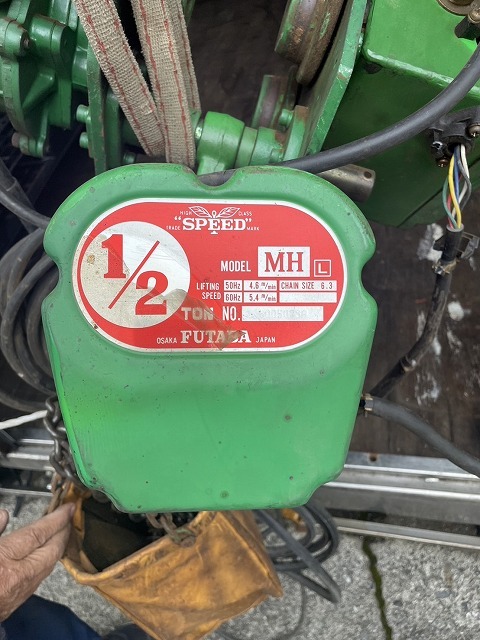 HIGH CLASS
"SPEED"
TRADE MARK
1/2
MODEL MH L
LIFTING SPEED
50Hz 4.6 m/min CHAIN SIZE 6.3
60Hz 5.4 m/min
TON NO.
OSAKA FUTABA JAPAN